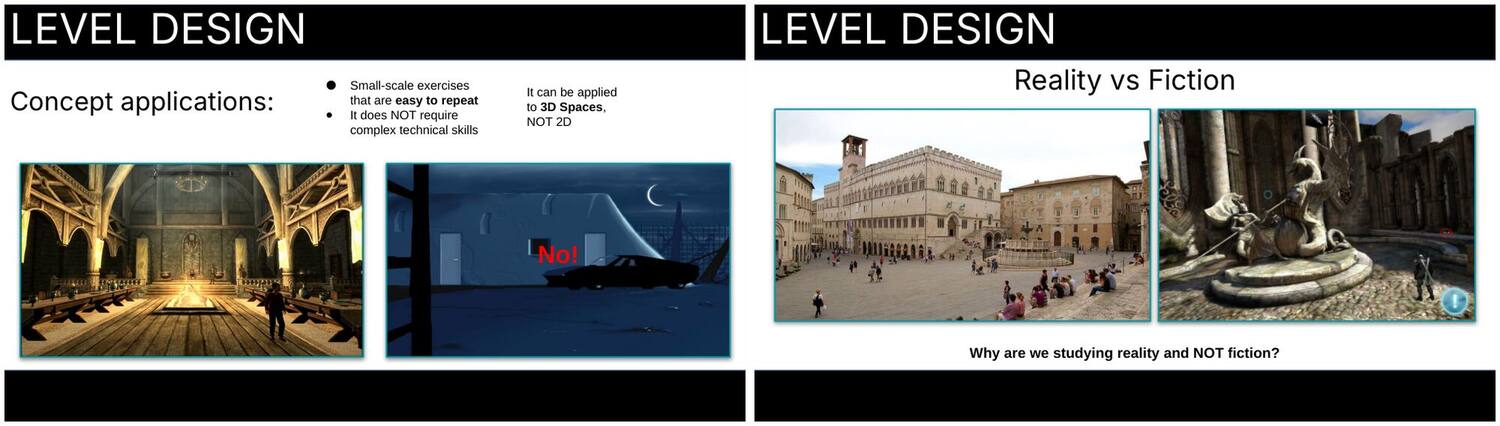 LEVEL DESIGN
Concept applications:
● Small-scale exercises
that are easy to repeat
● It does NOT require
complex technical skills
It can be applied
to 3D Spaces,
NOT 2D
No!
LEVEL DESIGN
Reality vs Fiction
Why are we studying reality and NOT fiction?